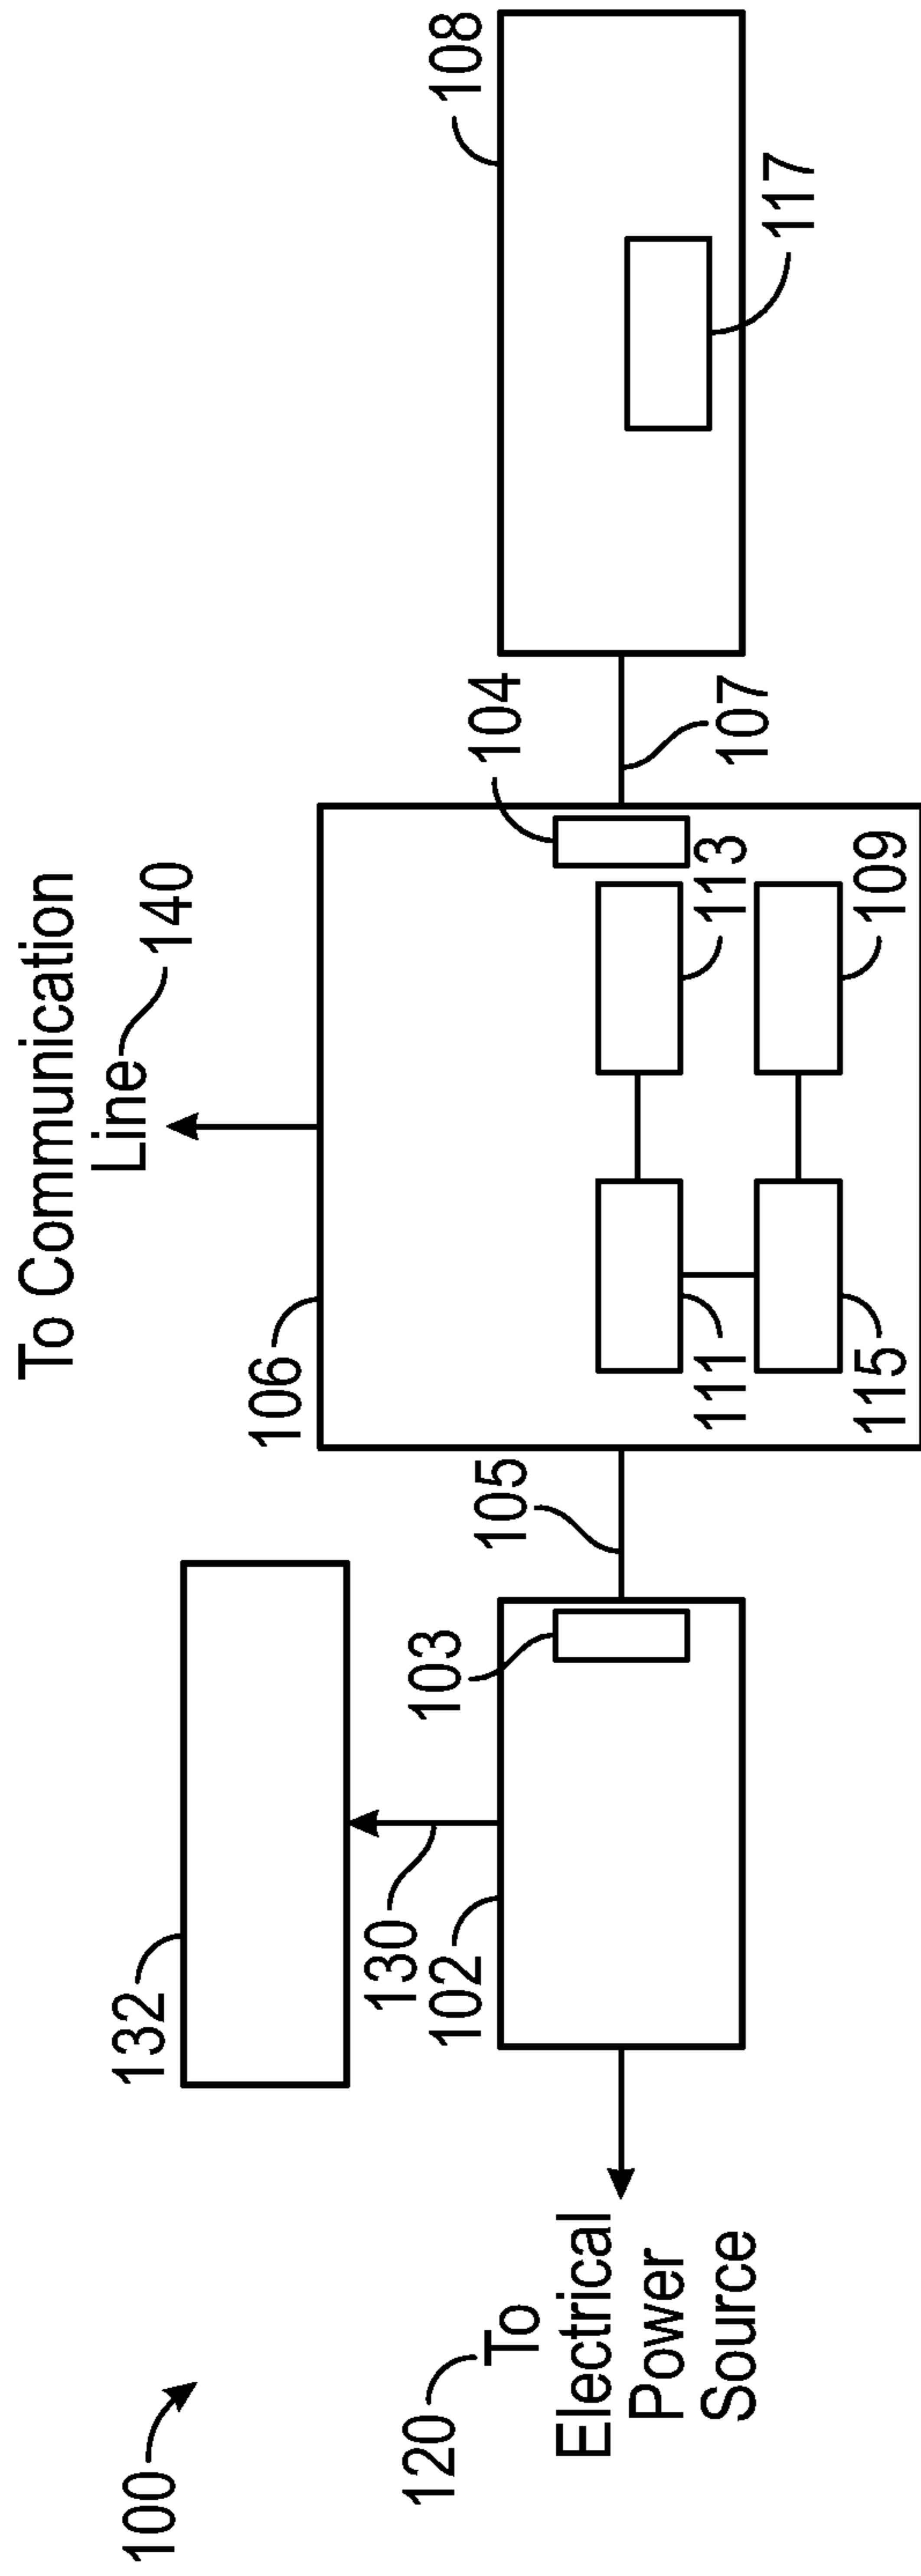 To Communication
Line 140
106
104
108
132
130
102
103
105
111
113
115
109
107
117
100
120 To
Electrical
Power
Source